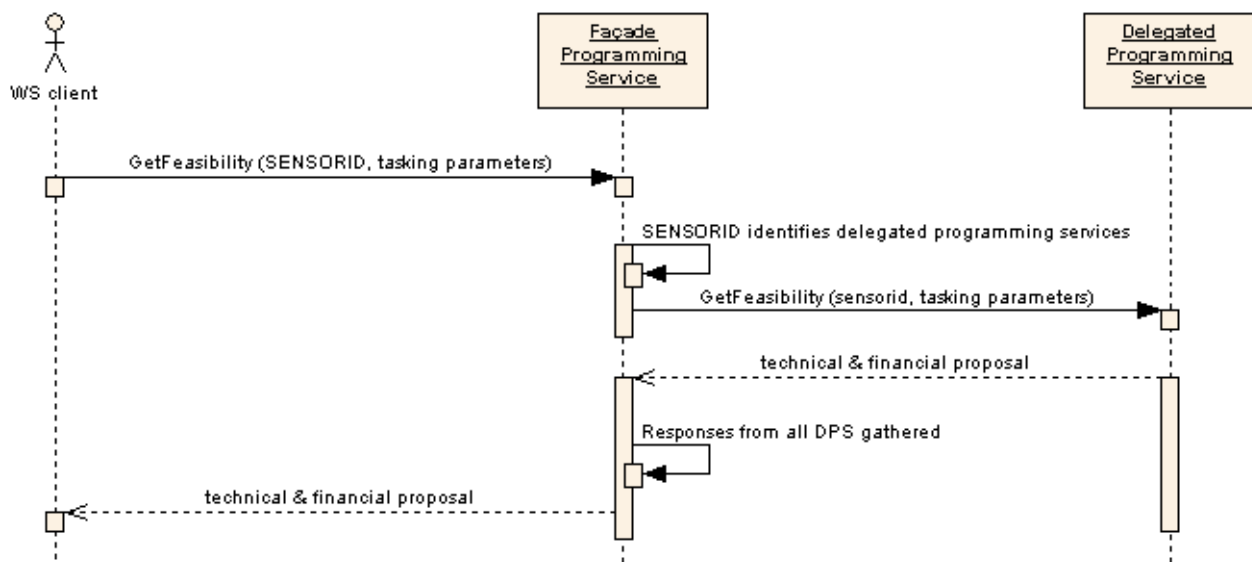 Façade
Programming
Service
Delegated
Programming
Service
WS client
GetFeasibility (SENSORID, tasking parameters)
SENSORID identifies delegated programming services
GetFeasibility (sensorid, tasking parameters)
technical & financial proposal
Responses from all DPS gathered
technical & financial proposal